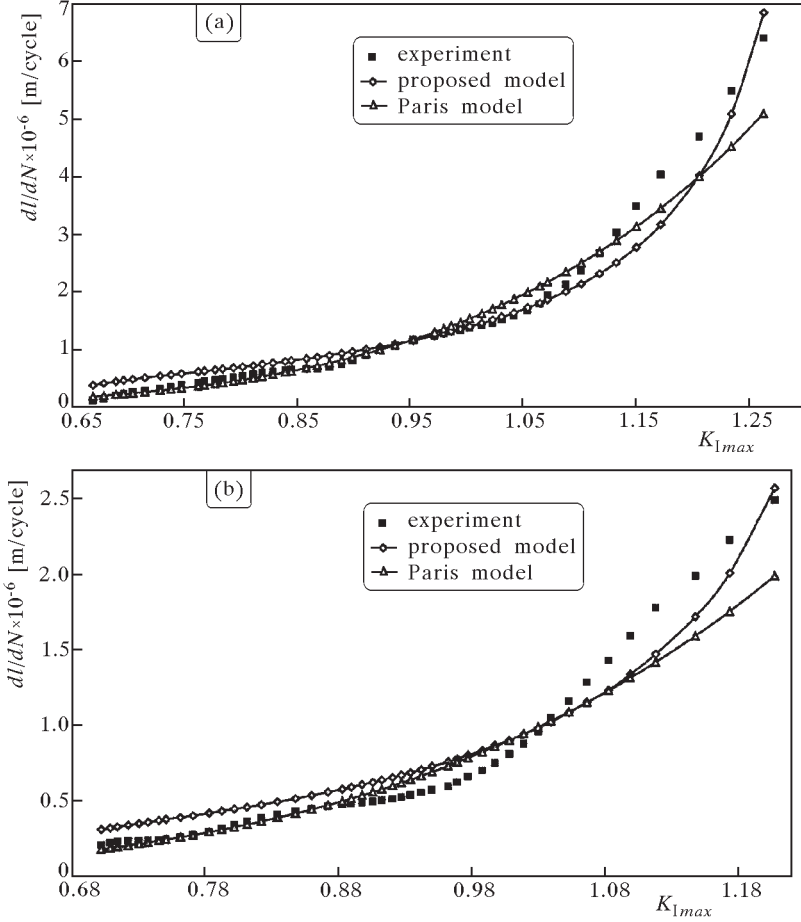 (a)
7
6
5
4
3
2
1
0
dl/dN×10-6 [m/cycle]
experiment
proposed model
Paris model
0.65 0.75 0.85 0.95 1.05 1.15 1.25
KImax
(b)
2.5
2.0
1.5
1.0
0.5
0
dl/dN×10-6 [m/cycle]
experiment
proposed model
Paris model
0.68 0.78 0.88 0.98 1.08 1.18
KImax